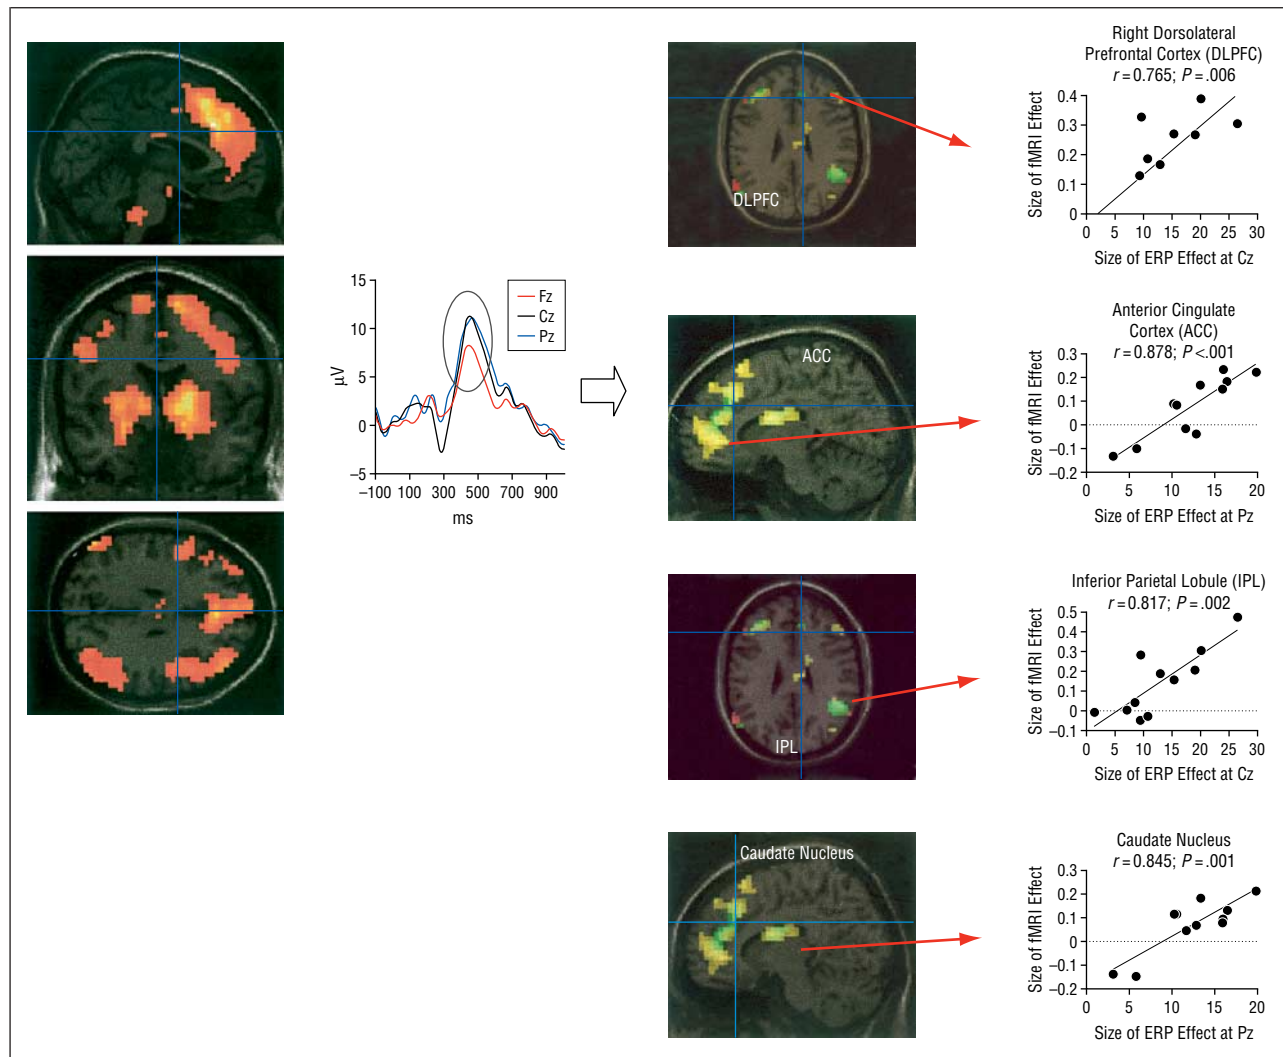 Right Dorsolateral
Prefrontal Cortex (DLPFC)
r = 0.765; P = .006
DLPFC
Size of fMRI Effect
0.4
0.3
0.2
0.1
0
0 5 10 15 20 25 30
Size of ERP Effect at Cz
μV
15
10
5
0
−5
−100 100 300 500 700 900
ms
Fz
Cz
Pz
Anterior Cingulate
Cortex (ACC)
r = 0.878; P <.001
ACC
Size of fMRI Effect
0.3
0.2
0.1
0
−0.1
−0.2
0 5 10 15 20
Size of ERP Effect at Pz
Inferior Parietal Lobule (IPL)
r = 0.817; P = .002
IPL
Size of fMRI Effect
0.5
0.4
0.3
0.2
0.1
0
−0.1
0 5 10 15 20 25 30
Size of ERP Effect at Cz
Caudate Nucleus
Caudate Nucleus
r = 0.845; P = .001
Size of fMRI Effect
0.3
0.2
0.1
0
−0.1
−0.2
0 5 10 15 20
Size of ERP Effect at Pz